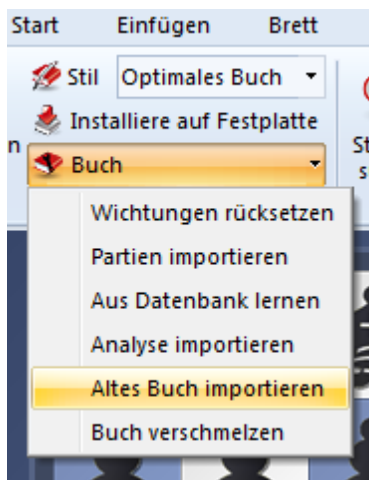 Start Einfügen Brett
Stil Optimales Buch
Installiere auf Festplatte
Buch
Wichtungen rücksetzen
Partien importieren
Aus Datenbank lernen
Analyse importieren
Altes Buch importieren
Buch verschmelzen